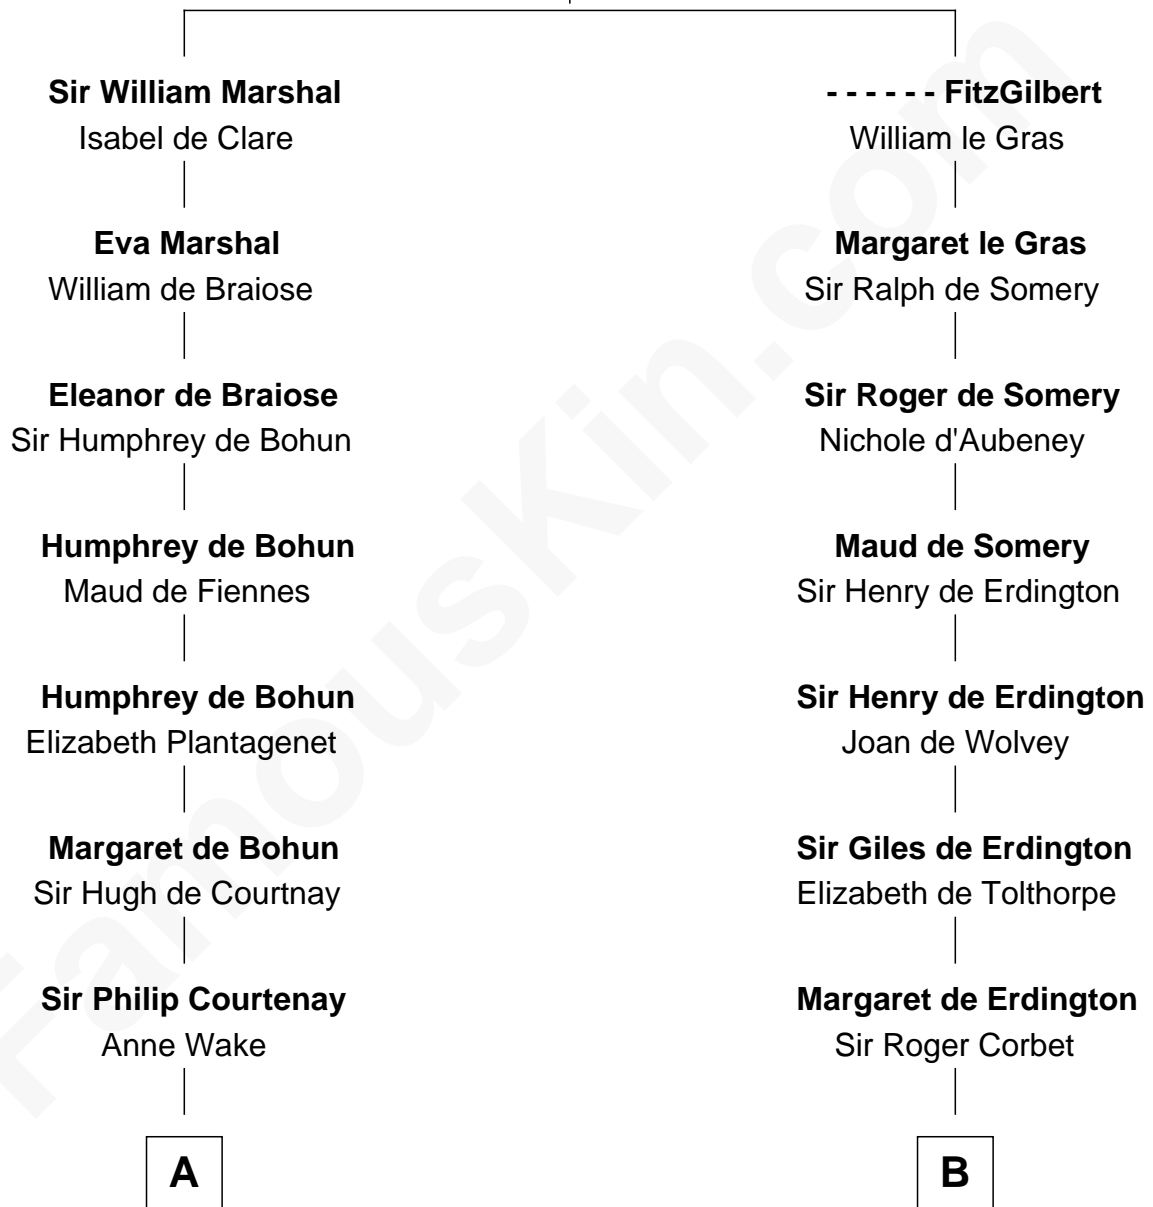 Sir William Marshal
Isabel de Clare
Eva Marshal
William de Braiose
Eleanor de Braiose
Sir Humphrey de Bohun
Humphrey de Bohun
Maud de Fiennes
Humphrey de Bohun
Elizabeth Plantagenet
Margaret de Bohun
Sir Hugh de Courtnay
Sir Philip Courtenay
Anne Wake
A
- - - - - - FitzGilbert
William le Gras
Margaret le Gras
Sir Ralph de Somery
Sir Roger de Somery
Nichole d'Aubeney
Maud de Somery
Sir Henry de Erdington
Sir Henry de Erdington
Joan de Wolvey
Sir Giles de Erdington
Elizabeth de Tolthorpe
Margaret de Erdington
Sir Roger Corbet
B
FamousKin.com